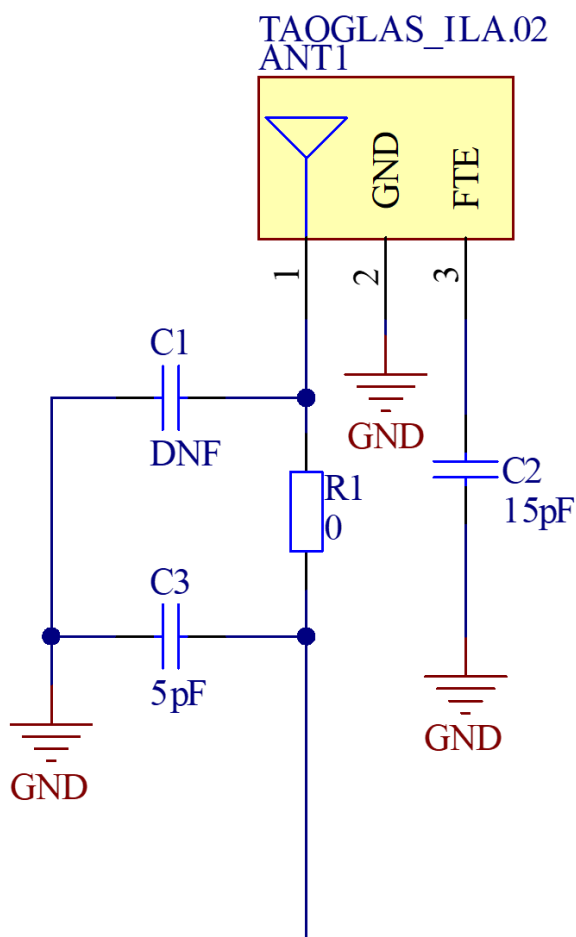 TAOGLAS_ILA.02
ANT1
GND
FTE
1
2
3
C1
DNF
GND
R1
0
C2
15pF
C3
5pF
GND
GND